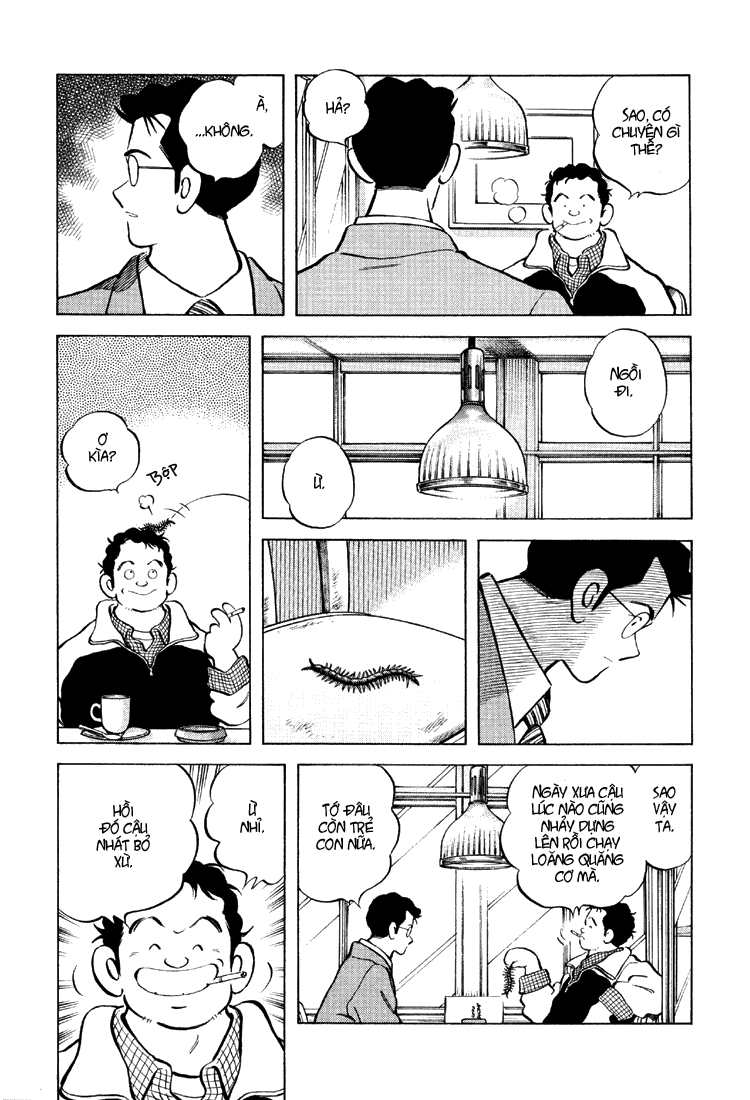 SAO, CÓ
CHUYỆN GÌ
THẾ?
HẢ?
À,
...KHÔNG.
NGỒI
ĐI.
Ừ.
Ơ
KÌA?
BỘP
SAO
VẬY
TA.
NGÀY XƯA CẬU
LÚC NÀO CŨNG
NHẢY DỰNG
LÊN RỒI CHẠY
LOĂNG QUĂNG
CƠ MÀ.
TỚ ĐÂU
CÒN TRẺ
CON NỮA.
Ừ
NHỈ.
HỒI
ĐÓ CẬU
NHÁT BỎ
XỪ.